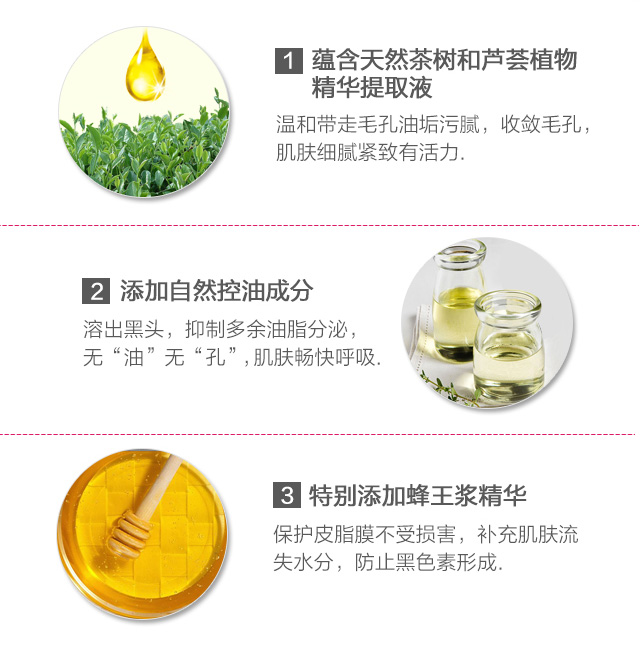 1 蕴含天然茶树和芦荟植物
精华提取液
温和带走毛孔油垢污腻，收敛毛孔，
肌肤细腻紧致有活力.
2 添加自然控油成分
溶出黑头，抑制多余油脂分泌，
无“油”无“孔”,肌肤畅快呼吸.
3 特别添加蜂王浆精华
保护皮脂膜不受损害，补充肌肤流
失水分，防止黑色素形成.